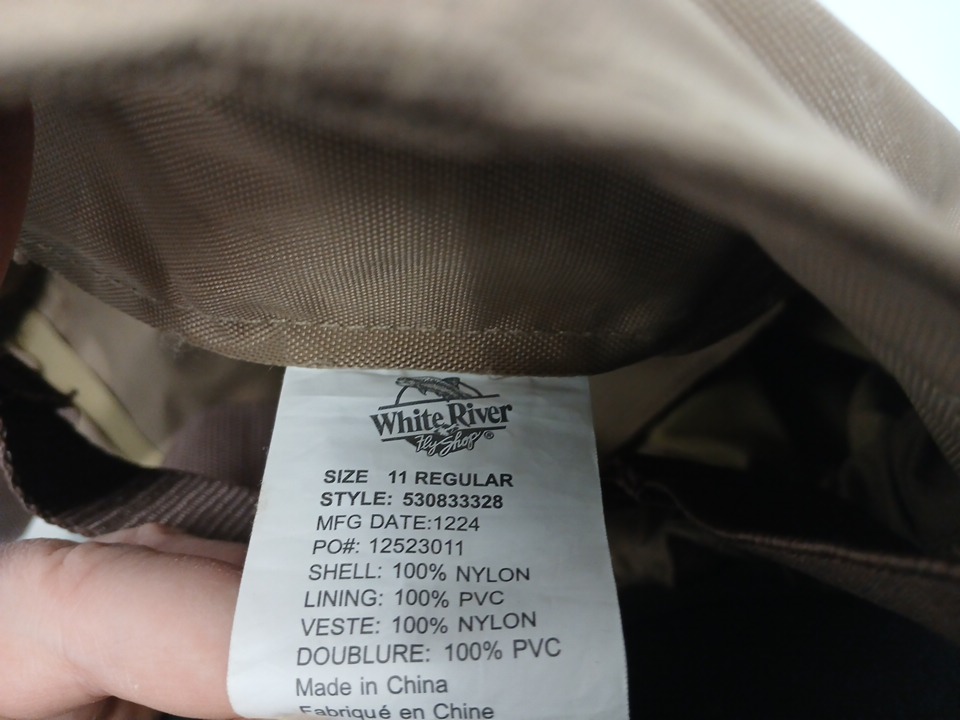 White River
Fly Shop ©
SIZE 11 REGULAR
STYLE: 530833328
MFG DATE:1224
PO#: 12523011
SHELL: 100% NYLON
LINING: 100% PVC
VESTE: 100% NYLON
DOUBLURE: 100% PVC
Made in China
Fabriqué en Chine